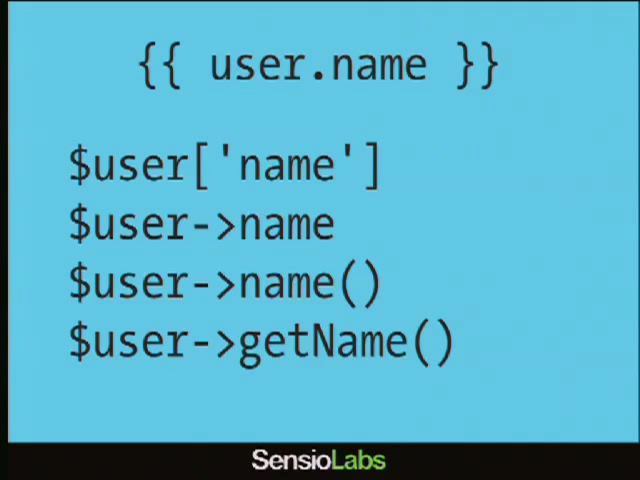 {{ user.name }}
$user['name']
$user->name
$user->name()
$user->getName()
SensioLabs